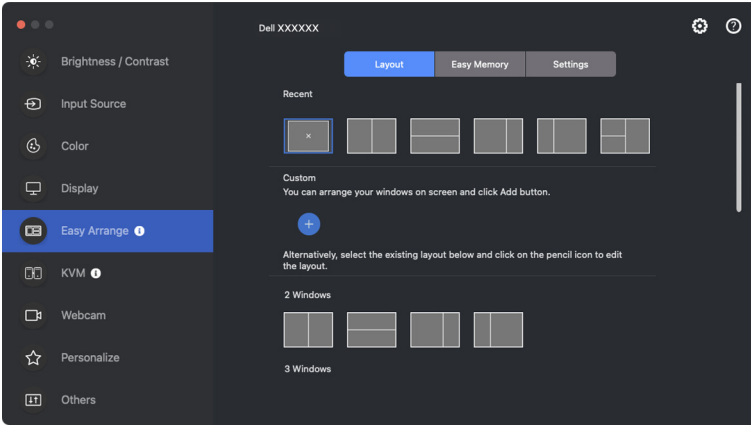 Dell XXXXXX
Brightness / Contrast
Input Source
Color
Display
Easy Arrange
KVM
Webcam
Personalize
Others
Layout
Easy Memory
Settings
Recent
Custom
You can arrange your windows on screen and click Add button.
Alternatively, select the existing layout below and click on the pencil icon to edit
the layout.
2 Windows
3 Windows